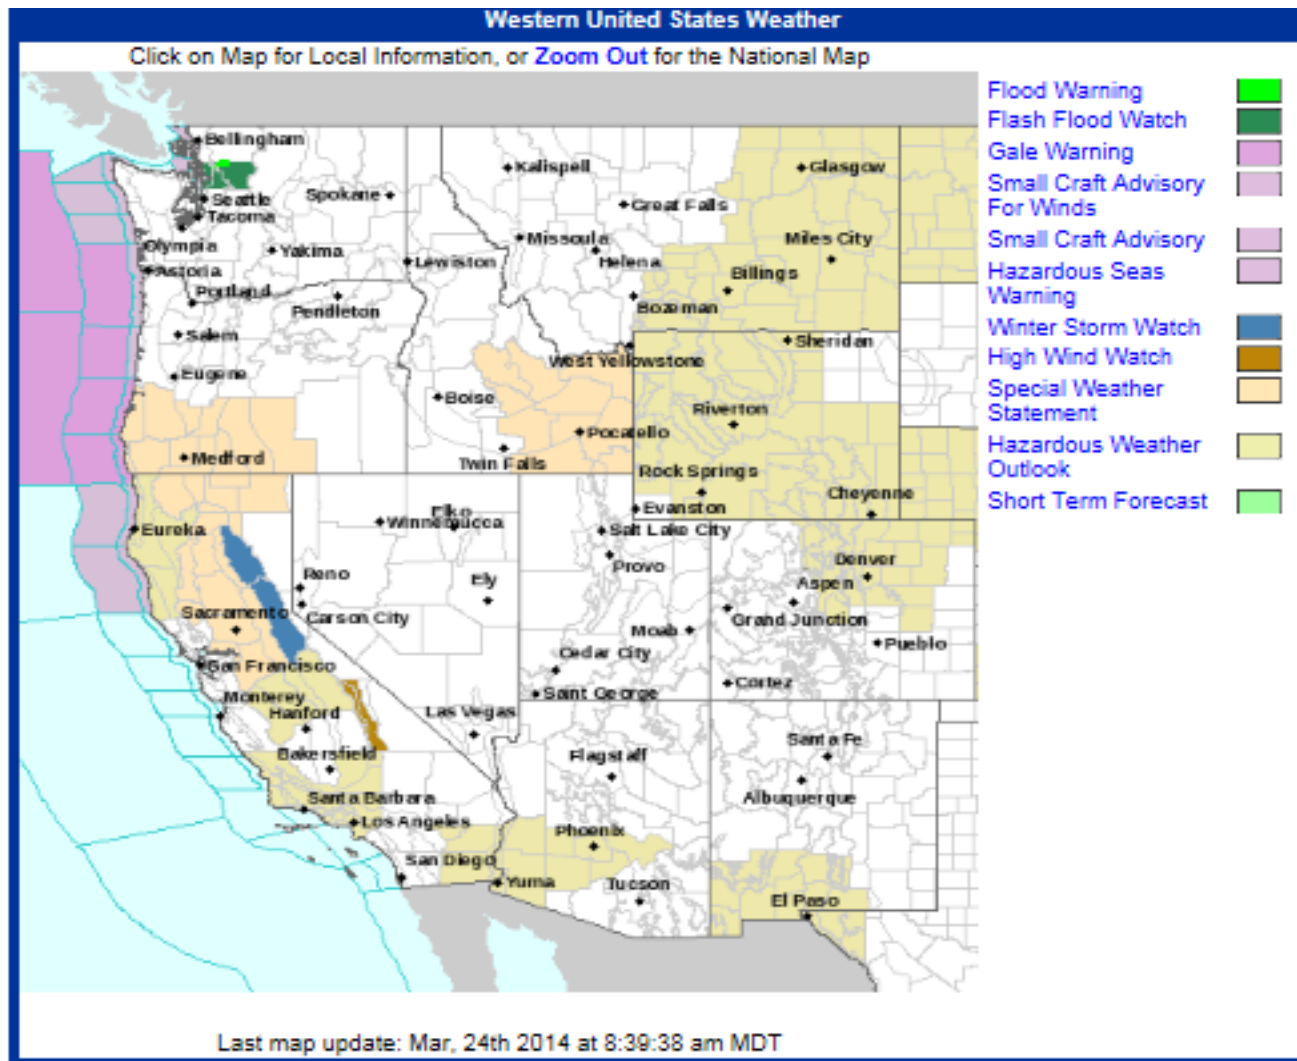 Western United States Weather
Click on Map for Local Information, or Zoom Out for the National Map
Flood Warning
Flash Flood Watch
Gale Warning
Small Craft Advisory
For Winds
Small Craft Advisory
Hazardous Seas
Warning
Winter Storm Watch
High Wind Watch
Special Weather
Statement
Hazardous Weather
Outlook
Short Term Forecast
Bellingham
Kalispell
Glasgow
Spokane
Seattle
Great Falls
Tacoma
Olympia
Yakima
Missoula
Miles City
Lewiston
Helena
Astoria
Billings
Portland
Pendleton
Bozeman
Salem
Sheridan
West Yellowstone
Eugene
Boise
Riverton
Pocatello
Medford
Twin Falls
Rock Springs
Cheyenne
Evanston
Elko
Winnemucca
Eureka
Salt Lake City
Provo
Denver
Reno
Ely
Aspen
Sacramento
Carson City
Grand Junction
Moab
Pueblo
Cedar City
San Francisco
Cortez
Saint George
Monterey
Hanford
Las Vegas
Santa Fe
Bakersfield
Flagstaff
Albuquerque
Santa Barbara
Los Angeles
Phoenix
San Diego
Yuma
Tucson
El Paso
Last map update: Mar, 24th 2014 at 8:39:38 am MDT